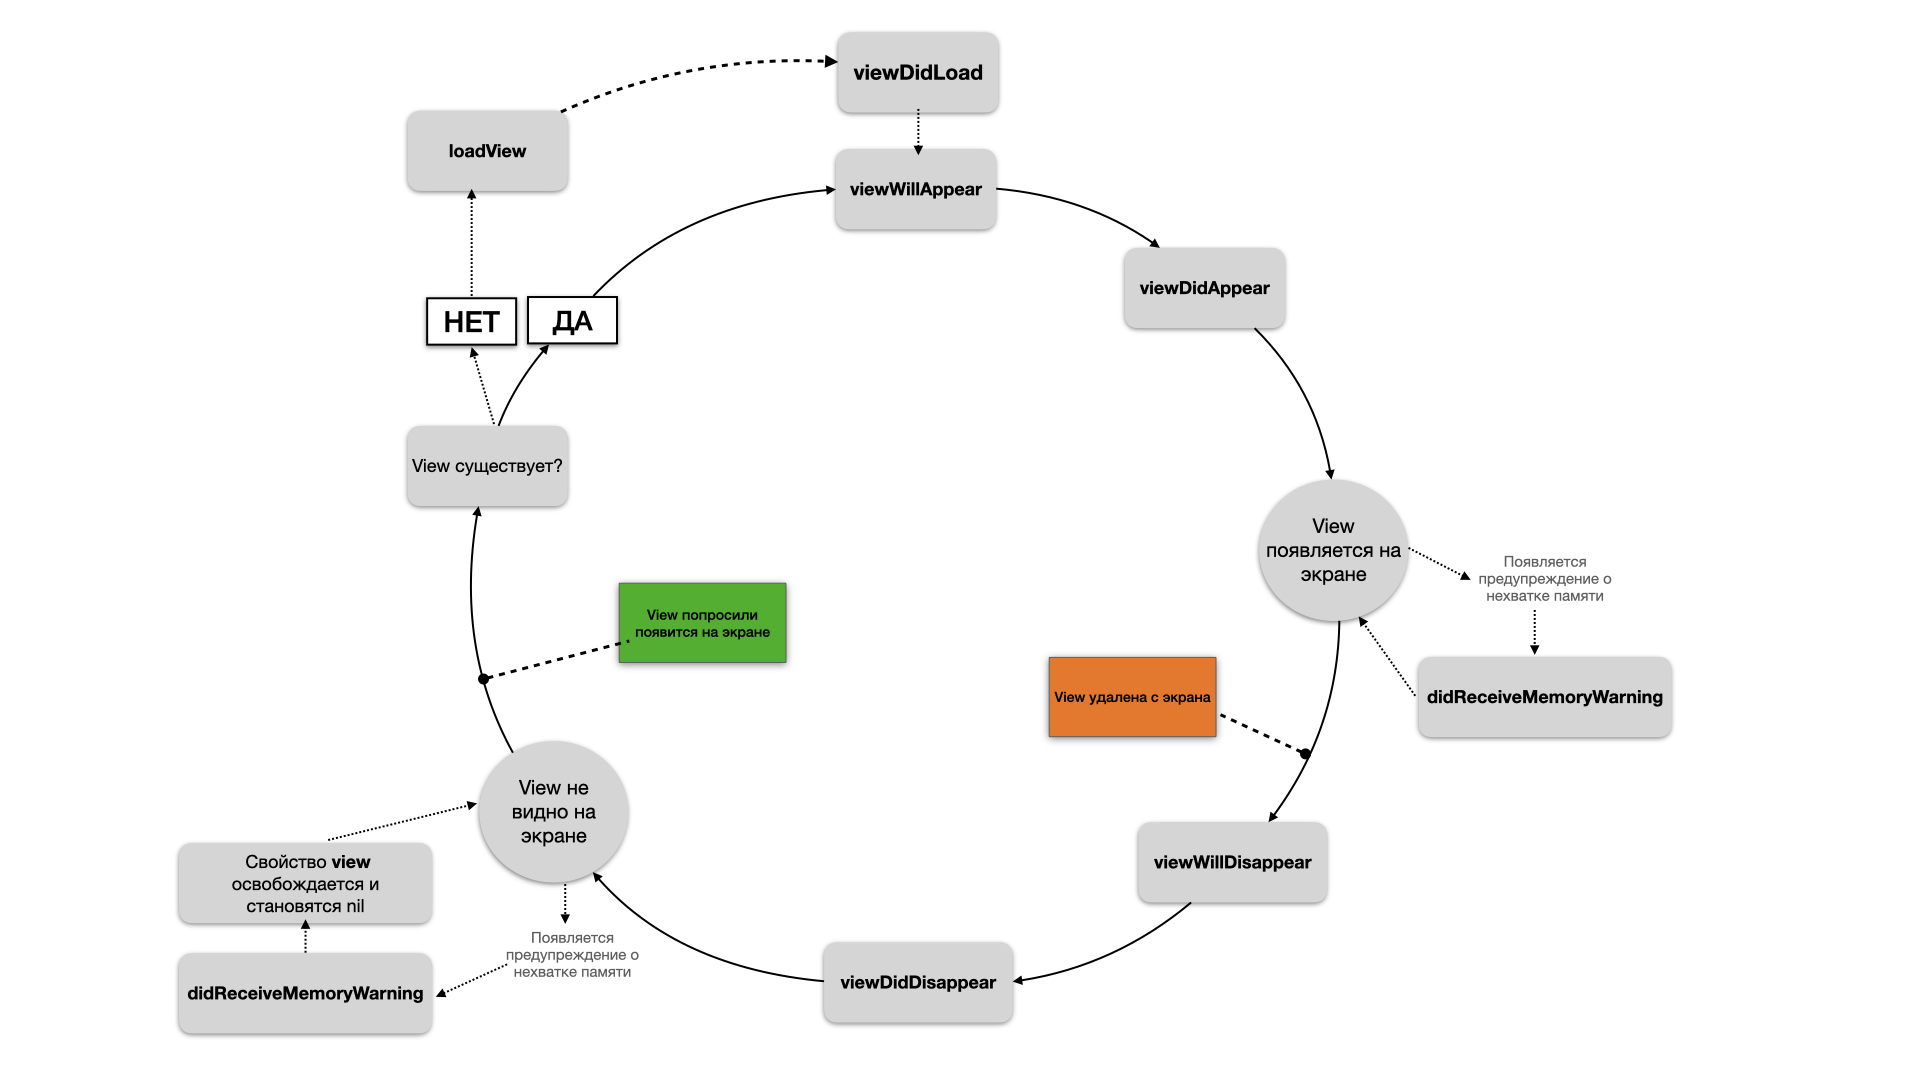 viewDidLoad
loadView
viewWillAppear
viewDidAppear
НЕТ
ДА
View существует?
View
появляется на
экране
Появляется
предупреждение о
нехватке памяти
View попросили
появится на экране
View удалена с экрана
didReceiveMemoryWarning
View не
видно на
экране
Свойство view
освобождается и
становятся nil
viewWillDisappear
Появляется
предупреждение о
нехватке памяти
didReceiveMemoryWarning
viewDidDisappear